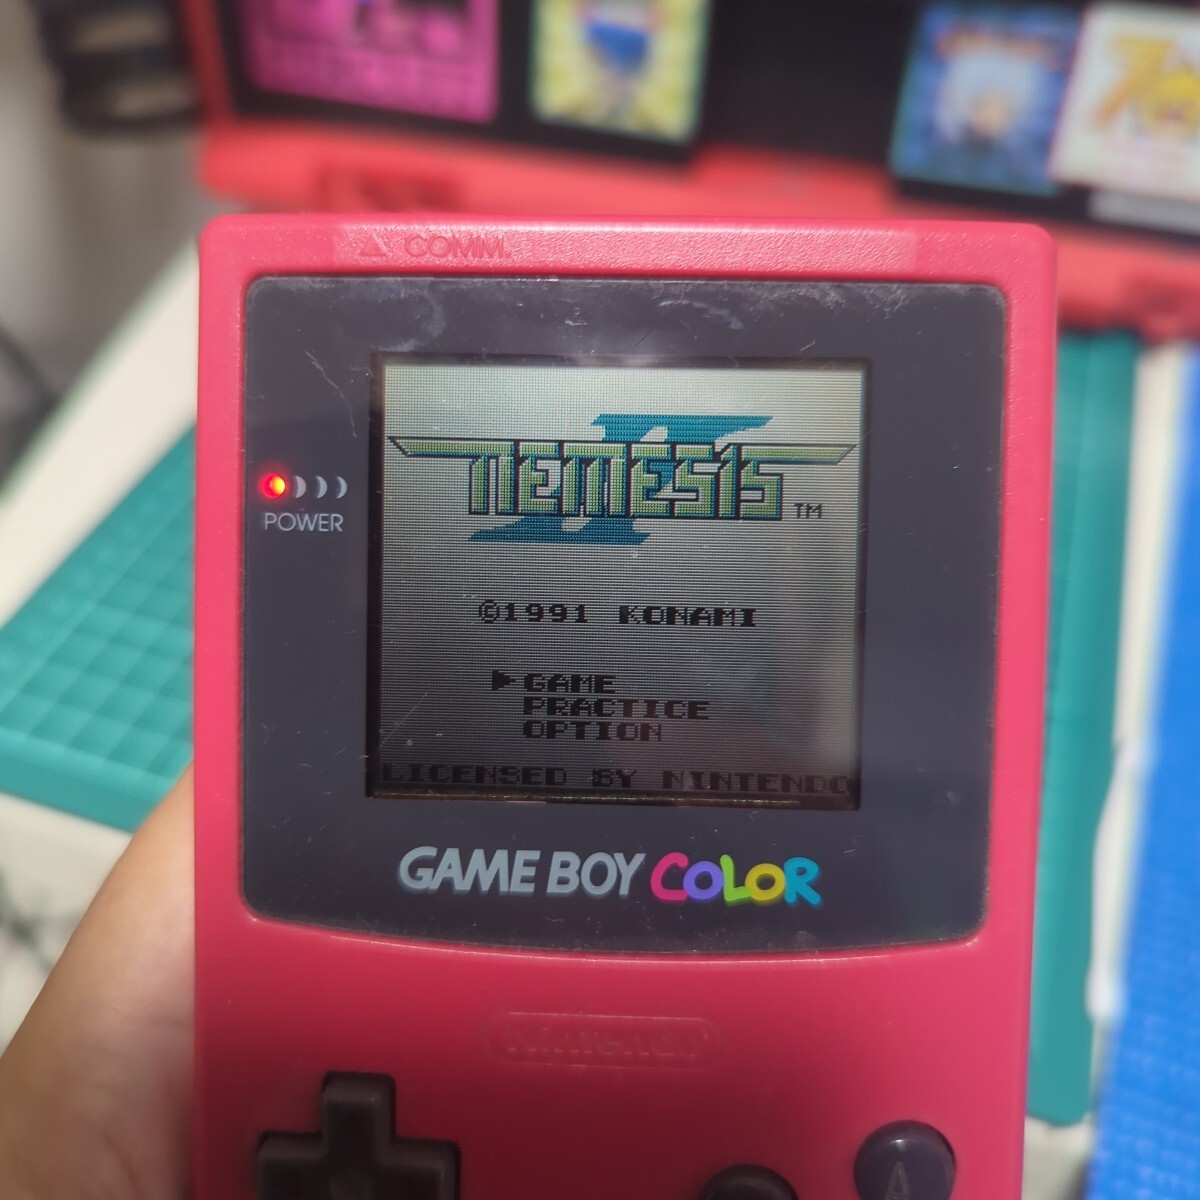 COMM.
NEMESIS II TM
©1991 KONAMI
GAME
PRACTICE
OPTION
LICENSED BY NINTENDO
POWER
GAME BOY COLOR
Nintendo
A